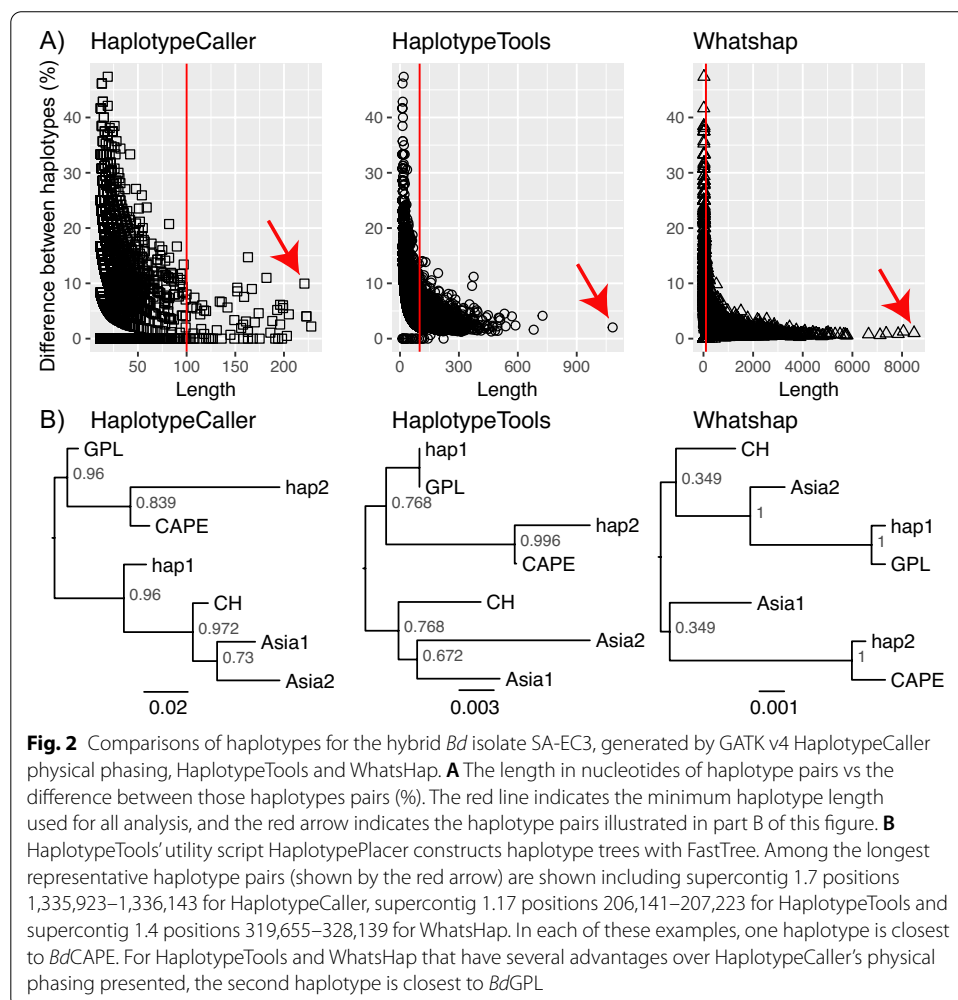 A)
HaplotypeCaller HaplotypeTools Whatshap
Difference between haplotypes (%)
40 40 40
30 30 30
20 20 20
10 10 10
0 0 0
50 100 150 200 0 300 600 900 0 2000 4000 6000 8000
Length Length Length
B)
HaplotypeCaller HaplotypeTools Whatshap
GPL
0.96
hap2
0.839
CAPE
hap1
0.96
CH
0.972
Asia1
0.73
Asia2
0.02
hap1
GPL
0.768
hap2
0.996
CAPE
CH
0.768
Asia2
0.672
Asia1
0.003
CH
0.349
Asia2
1
hap1
1
GPL
Asia1
0.349
hap2
1
CAPE
0.001
Fig. 2 Comparisons of haplotypes for the hybrid Bd isolate SA-EC3, generated by GATK v4 HaplotypeCaller
physical phasing, HaplotypeTools and WhatsHap. A The length in nucleotides of haplotype pairs vs the
difference between those haplotypes pairs (%). The red line indicates the minimum haplotype length
used for all analysis, and the red arrow indicates the haplotype pairs illustrated in part B of this figure. B
HaplotypeTools' utility script HaplotypePlacer constructs haplotype trees with FastTree. Among the longest
representative haplotype pairs (shown by the red arrow) are shown including supercontig 1.7 positions
1,335,923–1,336,143 for HaplotypeCaller, supercontig 1.17 positions 206,141–207,223 for HaplotypeTools and
supercontig 1.4 positions 319,655–328,139 for WhatsHap. In each of these examples, one haplotype is closest
to BdCAPE. For HaplotypeTools and WhatsHap that have several advantages over HaplotypeCaller's physical
phasing presented, the second haplotype is closest to BdGPL